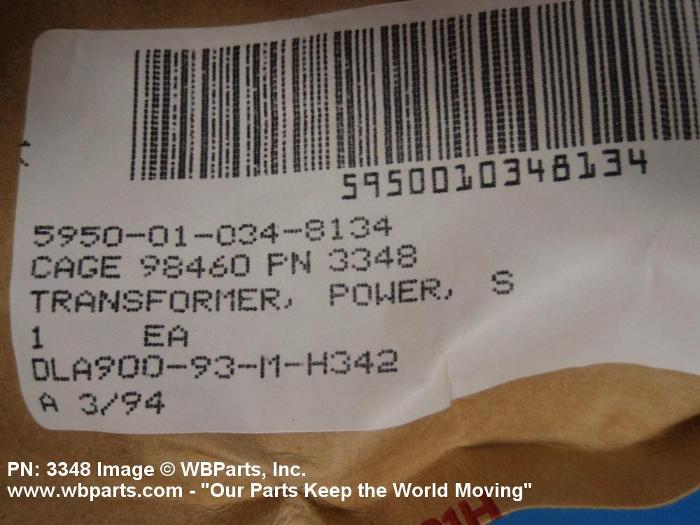 5950010348134
5950-01-034-8134
CAGE 98460 PN 3348
TRANSFORMER, POWER, S
1 EA
DLA900-93-M-H342
A 3/94
PN: 3348 Image © WBParts, Inc.
www.wbparts.com - "Our Parts Keep the World Moving"